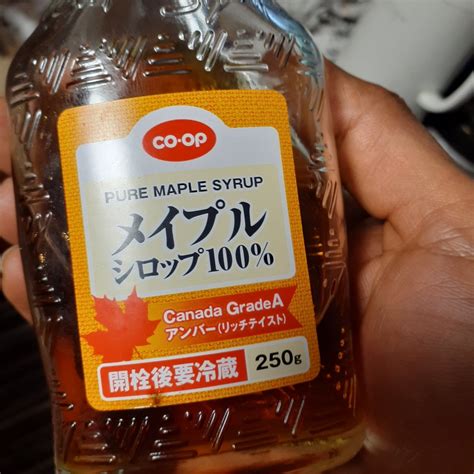 CO-OP
PURE MAPLE SYRUP
メイプル
シロップ100%
Canada GradeA
アンバー(リッチテイスト)
開栓後要冷蔵
250g